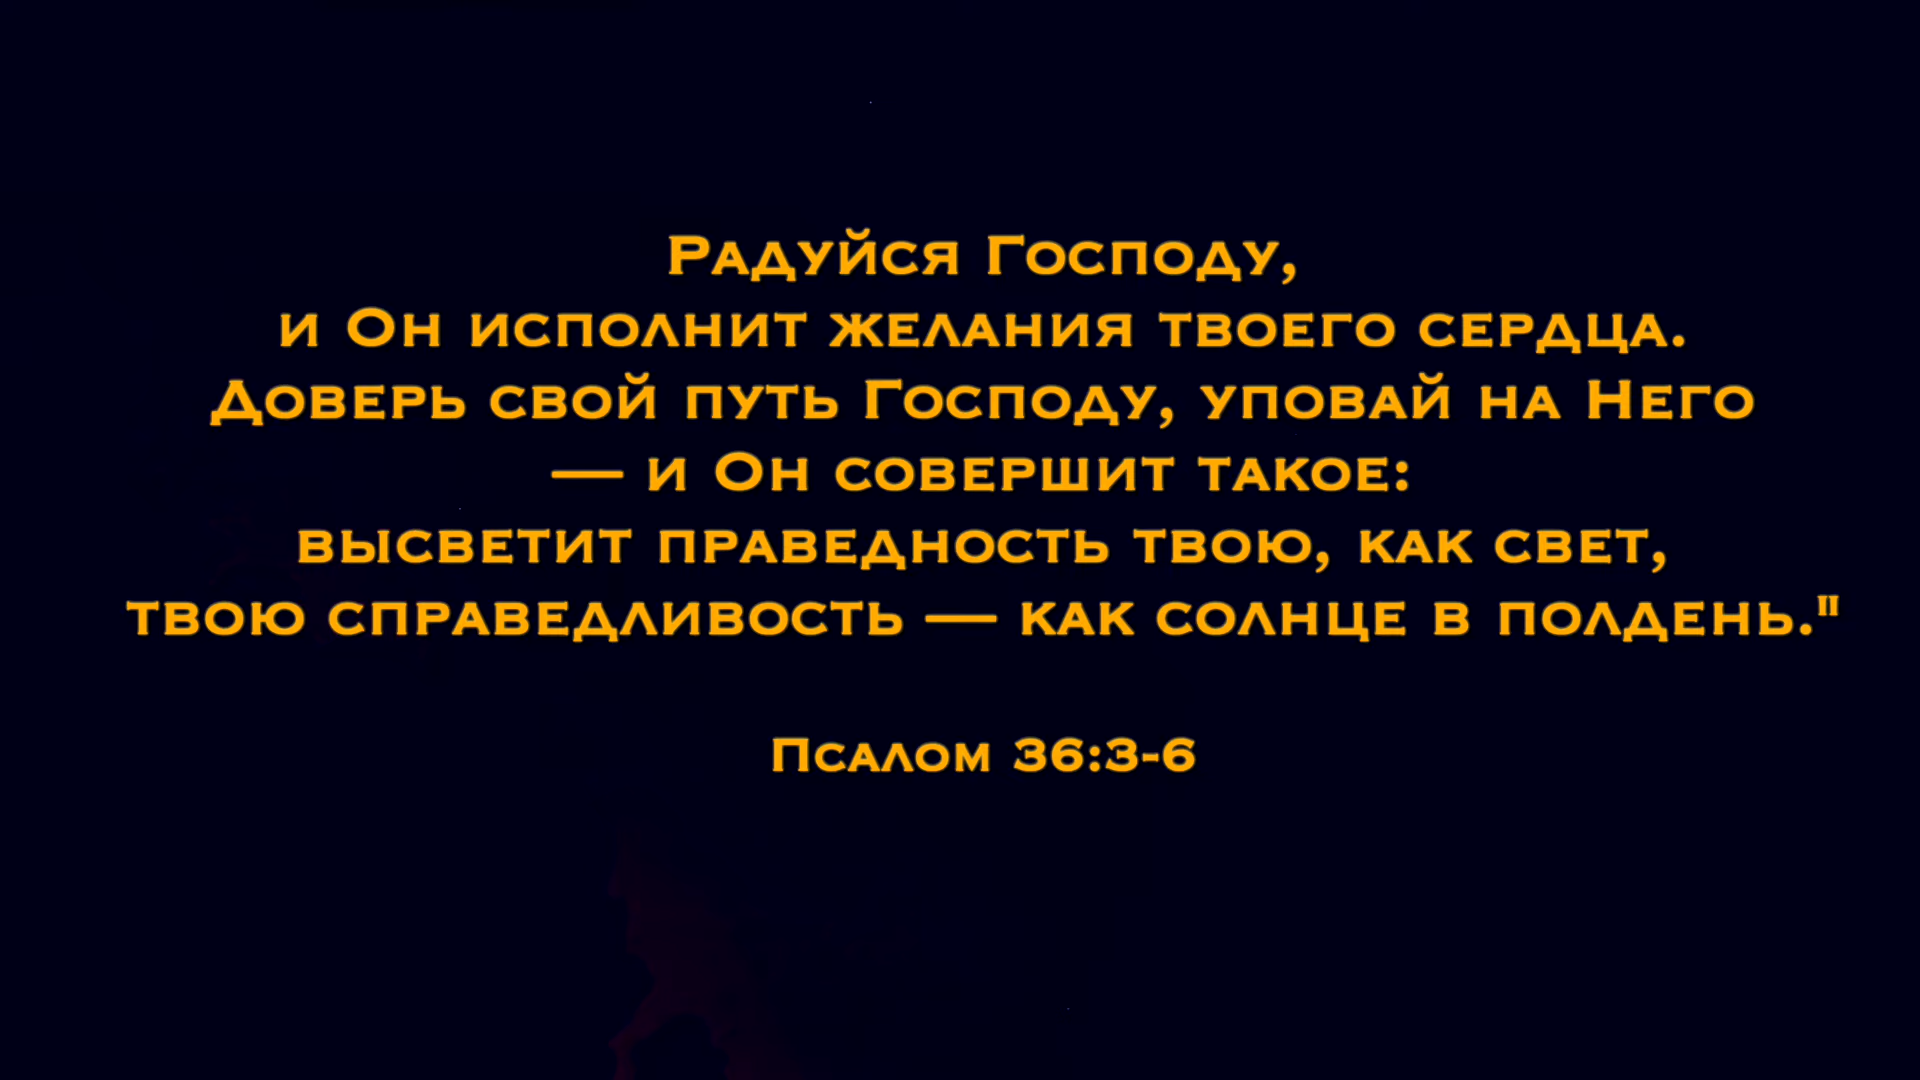 Радуйся Господу,
и Он исполнит желания твоего сердца.
Доверь свой путь Господу, уповай на Него
— и Он совершит такое:
высветит праведность твою, как свет,
твою справедливость — как солнце в полдень."
Псалом 36:3-6